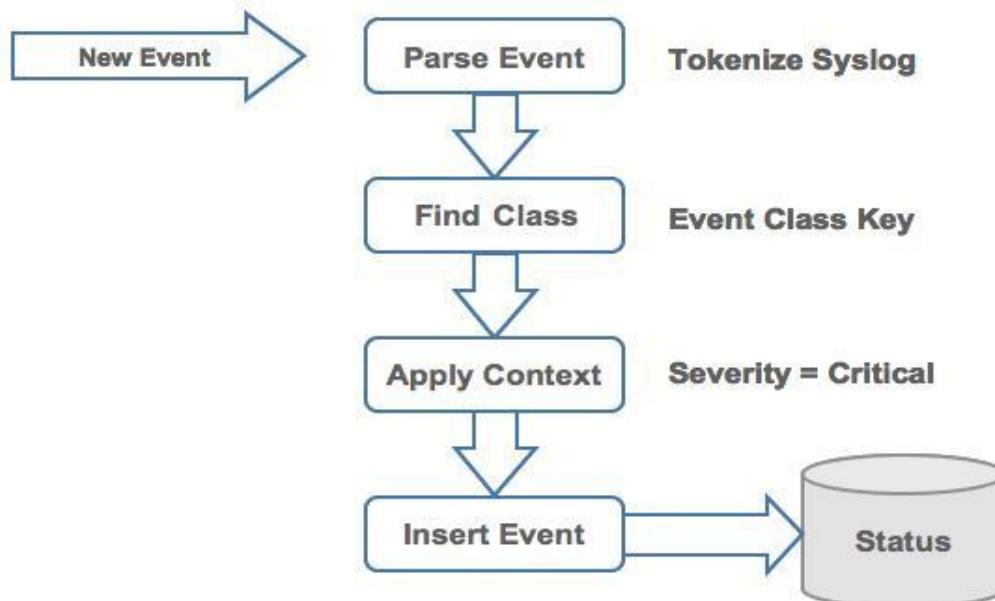 New Event
Parse Event
Tokenize Syslog
Find Class
Event Class Key
Apply Context
Severity = Critical
Insert Event
Status